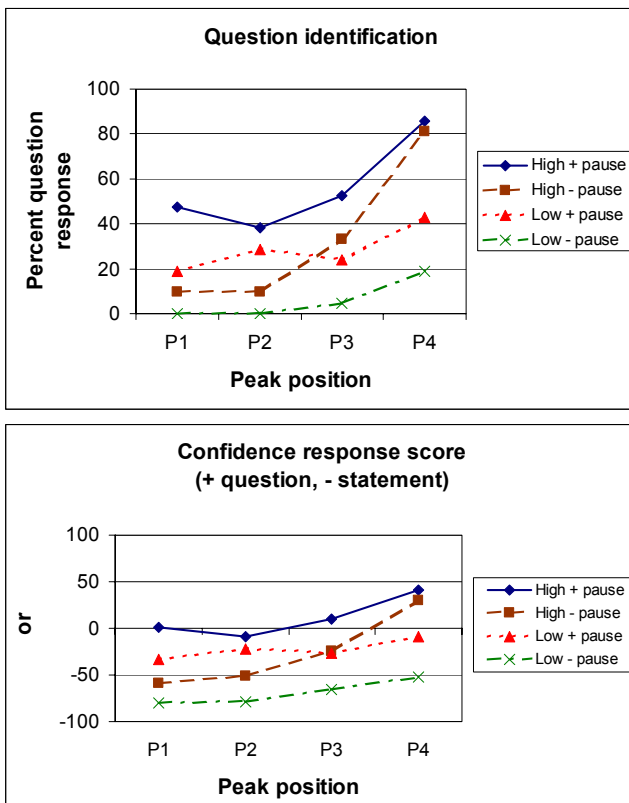 Question identification
Percent question
response
100
80
60
40
20
0
P1 P2 P3 P4
Peak position
High + pause
High - pause
Low + pause
Low - pause
Confidence response score
(+ question, - statement)
or
100
50
0
-50
-100
P1 P2 P3 P4
Peak position
High + pause
High - pause
Low + pause
Low - pause